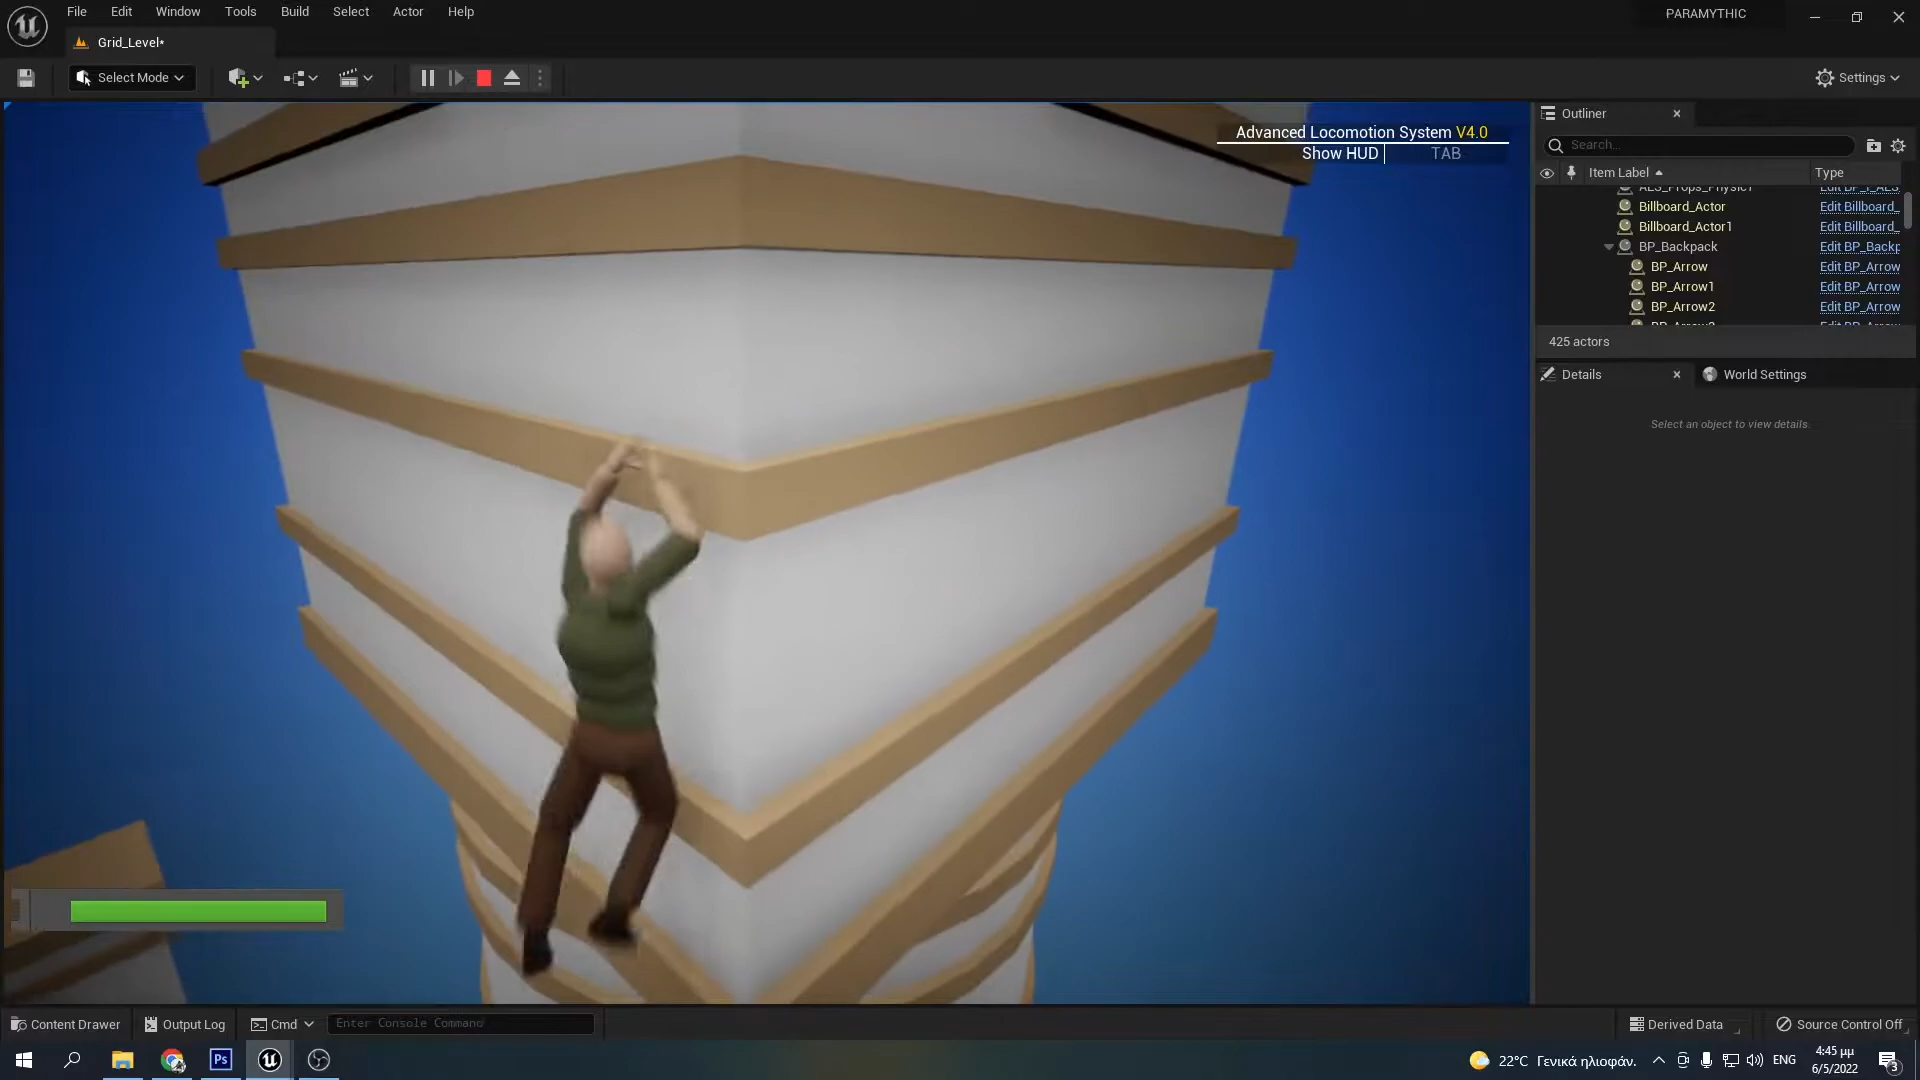 File Edit Window Tools Build Select Actor Help
PARAMYTHIC
Grid_Level*
Select Mode
Settings
Advanced Locomotion System V4.0
Show HUD TAB
Outliner
Search...
Item Label Type
Billboard_Actor Edit Billboard_
Billboard_Actor1 Edit Billboard_
BP_Backpack Edit BP_Backp
BP_Arrow Edit BP_Arrow
BP_Arrow1 Edit BP_Arrow
BP_Arrow2 Edit BP_Arrow
425 actors
Details World Settings
Select an object to view details.
Content Drawer Output Log Cmd Enter Console Command Derived Data Source Control Off
Ps 22°C Γενικά ηλιοφάν. ENG 4:45 μμ
6/5/2022 3